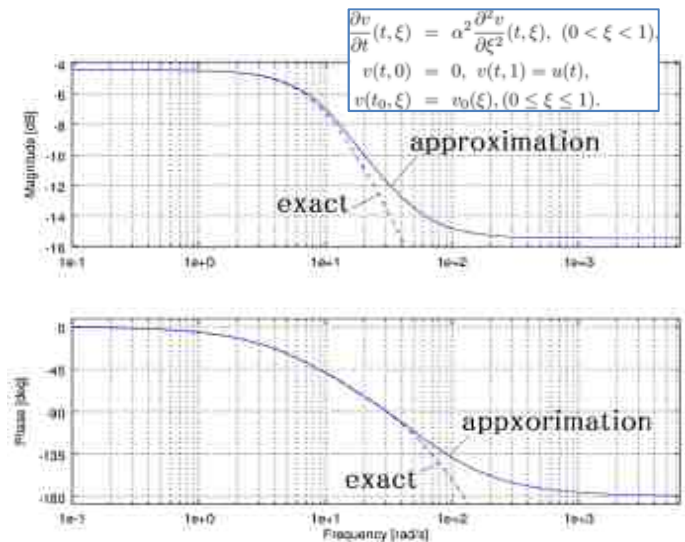 ∂v/∂t (t, ξ) = α² ∂²v/∂ξ² (t, ξ), (0 < ξ < 1),
v(t, 0) = 0, v(t, 1) = u(t),
v(t₀, ξ) = v₀(ξ), (0 ≤ ξ ≤ 1).
Magnitude [dB]
-4
-6
-8
-10
-12
-14
-16
approximation
exact
1e-1
1e+0
1e+1
1e+2
1e+3
Phase [deg]
0
-45
-90
-135
-180
appxorimation
exact
1e-1
1e+0
1e+1
1e+2
1e+3
Frequency [rad/s]